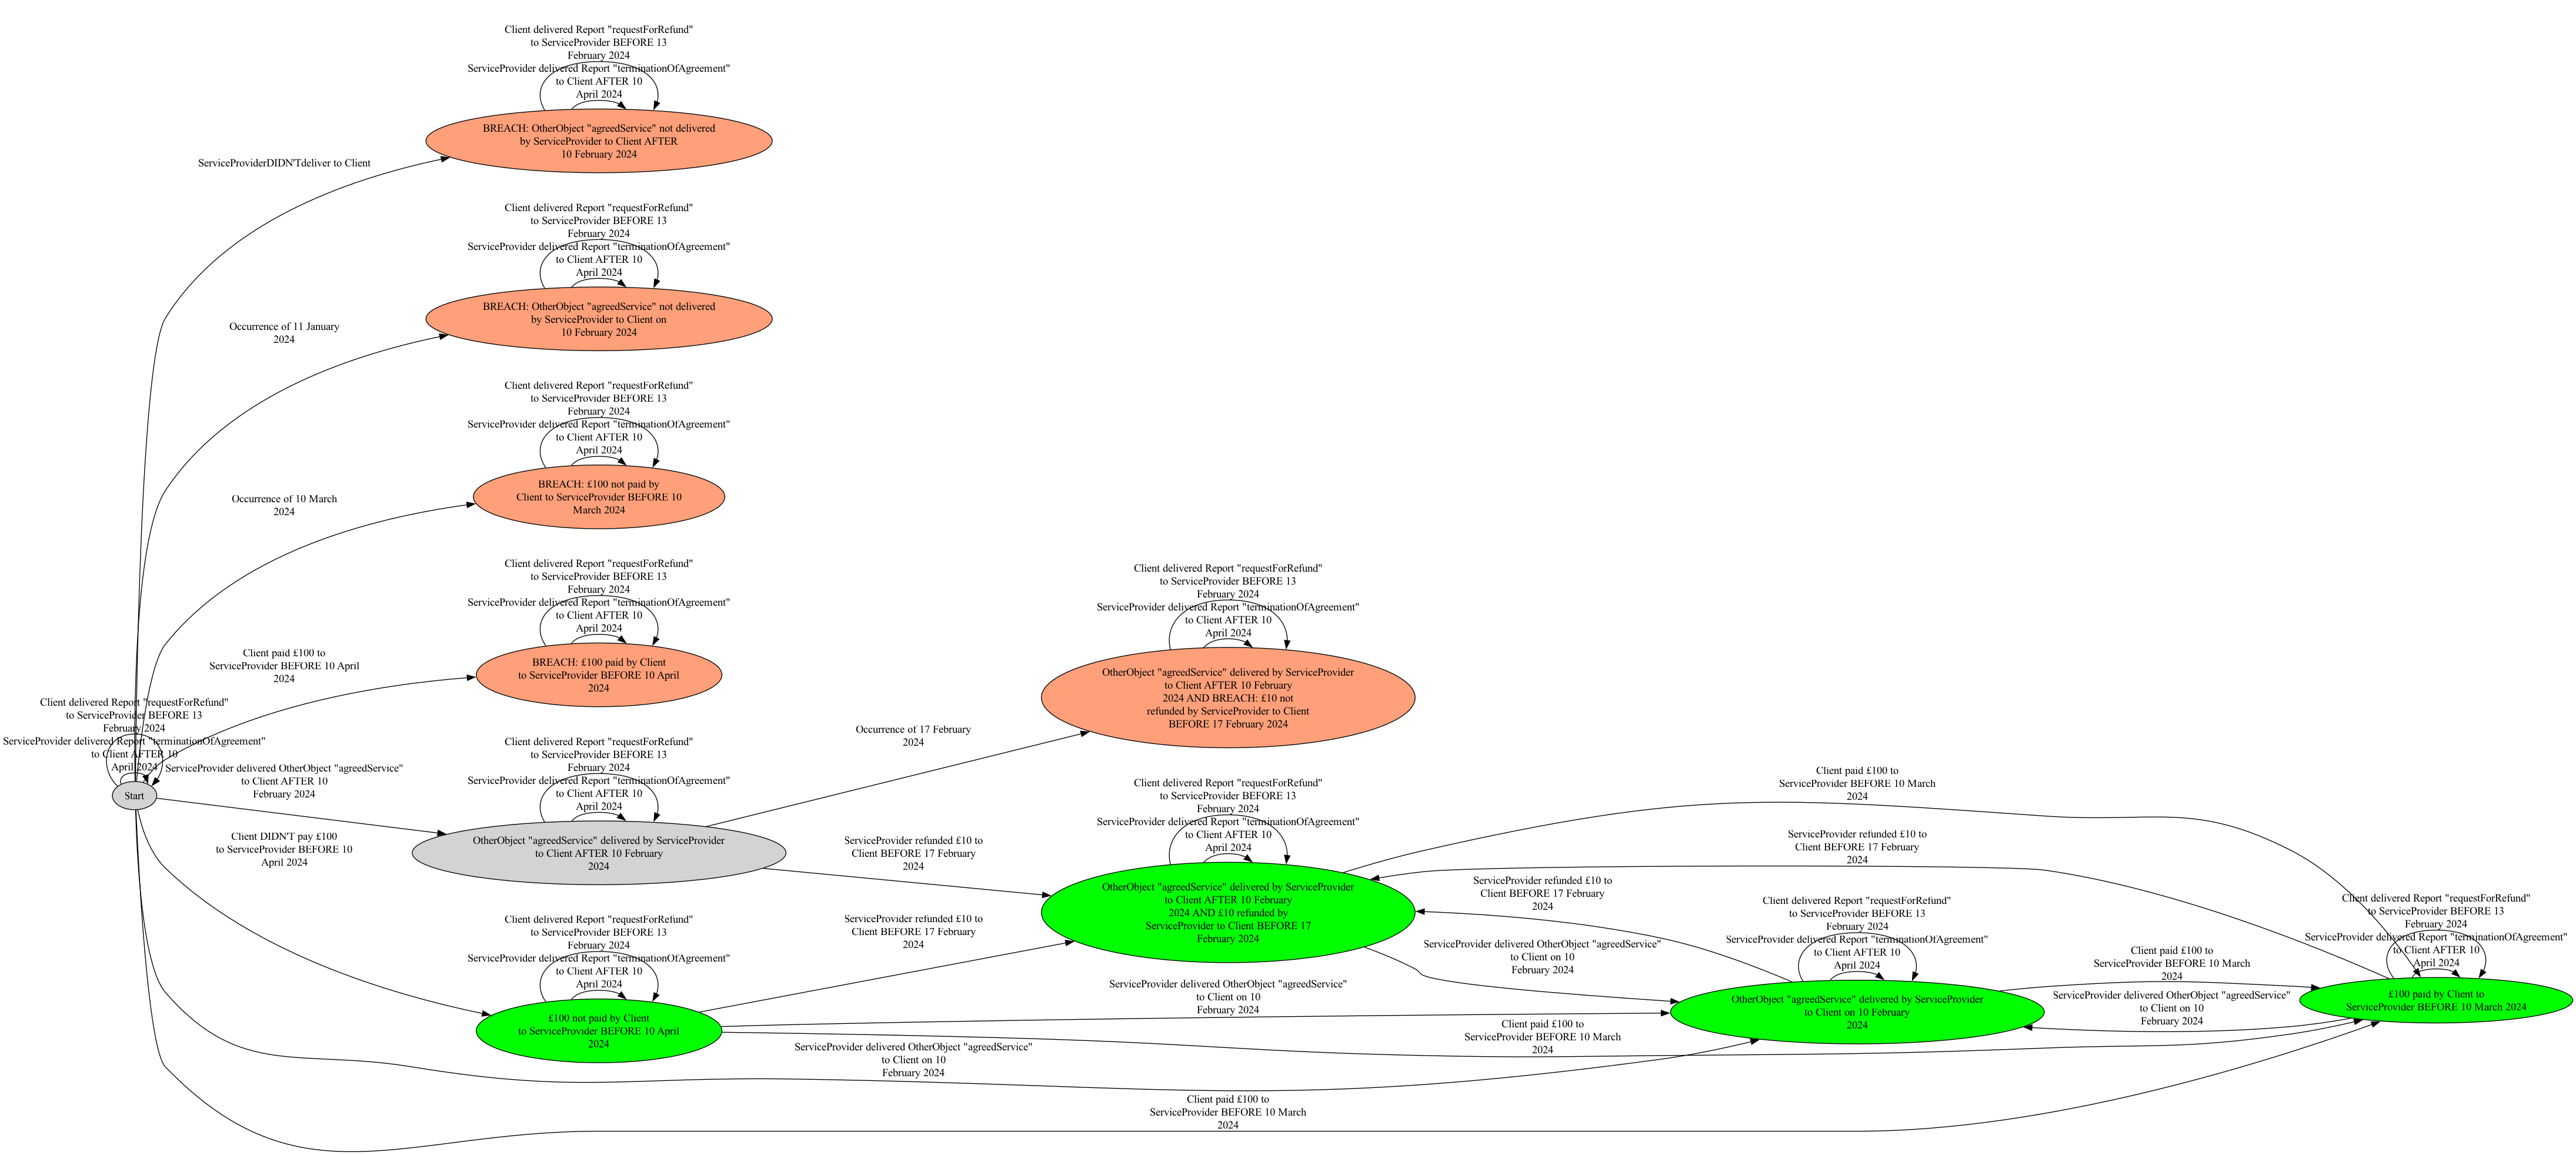 Client delivered Report "requestForRefund"
to ServiceProvider BEFORE 13
February 2024
ServiceProvider delivered Report "terminationOfAgreement"
to Client AFTER 10
April 2024
BREACH: OtherObject "agreedService" not delivered
by ServiceProvider to Client AFTER
10 February 2024
ServiceProviderDIDN'Tdeliver to Client
Client delivered Report "requestForRefund"
to ServiceProvider BEFORE 13
February 2024
ServiceProvider delivered Report "terminationOfAgreement"
to Client AFTER 10
April 2024
BREACH: OtherObject "agreedService" not delivered
by ServiceProvider to Client on
10 February 2024
Occurrence of 11 January
2024
Client delivered Report "requestForRefund"
to ServiceProvider BEFORE 13
February 2024
ServiceProvider delivered Report "terminationOfAgreement"
to Client AFTER 10
April 2024
BREACH: £100 not paid by
Client to ServiceProvider BEFORE 10
March 2024
Occurrence of 10 March
2024
Client delivered Report "requestForRefund"
to ServiceProvider BEFORE 13
February 2024
ServiceProvider delivered Report "terminationOfAgreement"
to Client AFTER 10
April 2024
BREACH: £100 paid by Client
to ServiceProvider BEFORE 10 April
2024
Client paid £100 to
ServiceProvider BEFORE 10 April
2024
Client delivered Report "requestForRefund"
to ServiceProvider BEFORE 13
February 2024
ServiceProvider delivered Report "terminationOfAgreement"
to Client AFTER 10
April 2024
OtherObject "agreedService" delivered by ServiceProvider
to Client AFTER 10 February
2024 AND BREACH: £10 not
refunded by ServiceProvider to Client
BEFORE 17 February 2024
Occurrence of 17 February
2024
Client delivered Report "requestForRefund"
to ServiceProvider BEFORE 13
February 2024
ServiceProvider delivered Report "terminationOfAgreement"
to Client AFTER 10
April 2024
Start
ServiceProvider delivered OtherObject "agreedService"
to Client AFTER 10
February 2024
Client DIDN'T pay £100
to ServiceProvider BEFORE 10
April 2024
Client delivered Report "requestForRefund"
to ServiceProvider BEFORE 13
February 2024
ServiceProvider delivered Report "terminationOfAgreement"
to Client AFTER 10
April 2024
OtherObject "agreedService" delivered by ServiceProvider
to Client AFTER 10 February
2024
ServiceProvider refunded £10 to
Client BEFORE 17 February
2024
Client delivered Report "requestForRefund"
to ServiceProvider BEFORE 13
February 2024
ServiceProvider delivered Report "terminationOfAgreement"
to Client AFTER 10
April 2024
OtherObject "agreedService" delivered by ServiceProvider
to Client AFTER 10 February
2024 AND £10 refunded by
ServiceProvider to Client BEFORE 17
February 2024
Client paid £100 to
ServiceProvider BEFORE 10 March
2024
ServiceProvider refunded £10 to
Client BEFORE 17 February
2024
ServiceProvider refunded £10 to
Client BEFORE 17 February
2024
ServiceProvider delivered OtherObject "agreedService"
to Client on 10
February 2024
Client delivered Report "requestForRefund"
to ServiceProvider BEFORE 13
February 2024
ServiceProvider delivered Report "terminationOfAgreement"
to Client AFTER 10
April 2024
£100 not paid by Client
to ServiceProvider BEFORE 10 April
2024
ServiceProvider refunded £10 to
Client BEFORE 17 February
2024
ServiceProvider delivered OtherObject "agreedService"
to Client on 10
February 2024
Client paid £100 to
ServiceProvider BEFORE 10 March
2024
Client delivered Report "requestForRefund"
to ServiceProvider BEFORE 13
February 2024
ServiceProvider delivered Report "terminationOfAgreement"
to Client AFTER 10
April 2024
OtherObject "agreedService" delivered by ServiceProvider
to Client on 10 February
2024
Client paid £100 to
ServiceProvider BEFORE 10 March
2024
ServiceProvider delivered OtherObject "agreedService"
to Client on 10
February 2024
Client delivered Report "requestForRefund"
to ServiceProvider BEFORE 13
February 2024
ServiceProvider delivered Report "terminationOfAgreement"
to Client AFTER 10
April 2024
£100 paid by Client to
ServiceProvider BEFORE 10 March 2024
ServiceProvider delivered OtherObject "agreedService"
to Client on 10
February 2024
Client paid £100 to
ServiceProvider BEFORE 10 March
2024